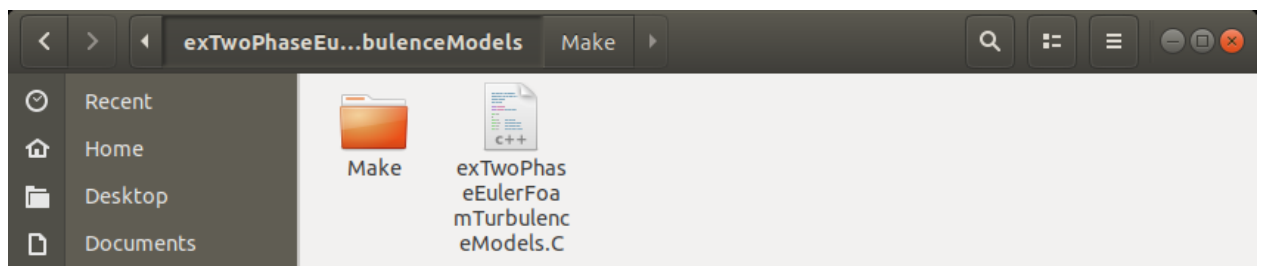 exTwoPhaseEu...bulenceModels Make
Recent
Home
Desktop
Documents
Make
c++
exTwoPhas
eEulerFoa
mTurbulenc
eModels.C